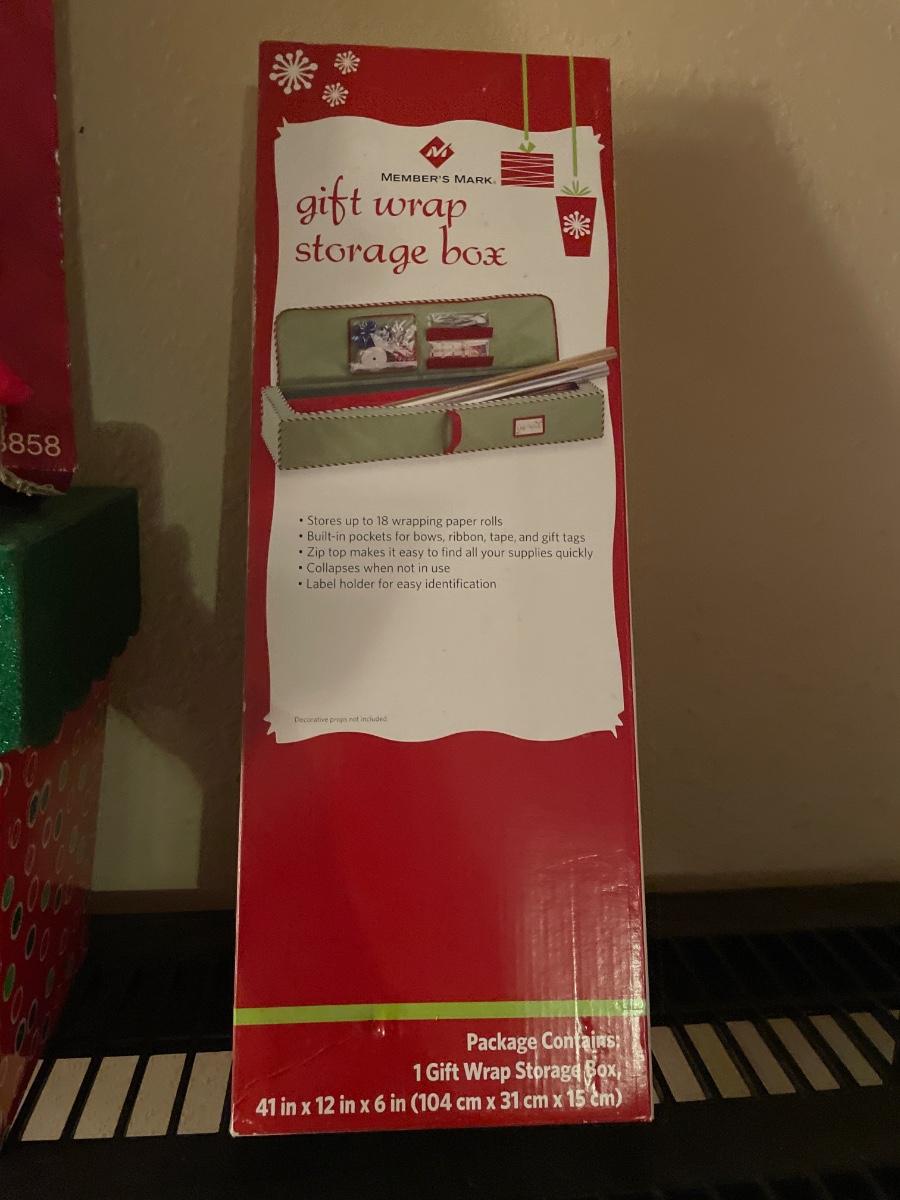 MEMBER'S MARK®
gift wrap
storage box
• Stores up to 18 wrapping paper rolls
• Built-in pockets for bows, ribbon, tape, and gift tags
• Zip top makes it easy to find all your supplies quickly
• Collapses when not in use
• Label holder for easy identification
Decorative props not included.
Package Contains:
1 Gift Wrap Storage Box,
41 in x 12 in x 6 in (104 cm x 31 cm x 15 cm)
858